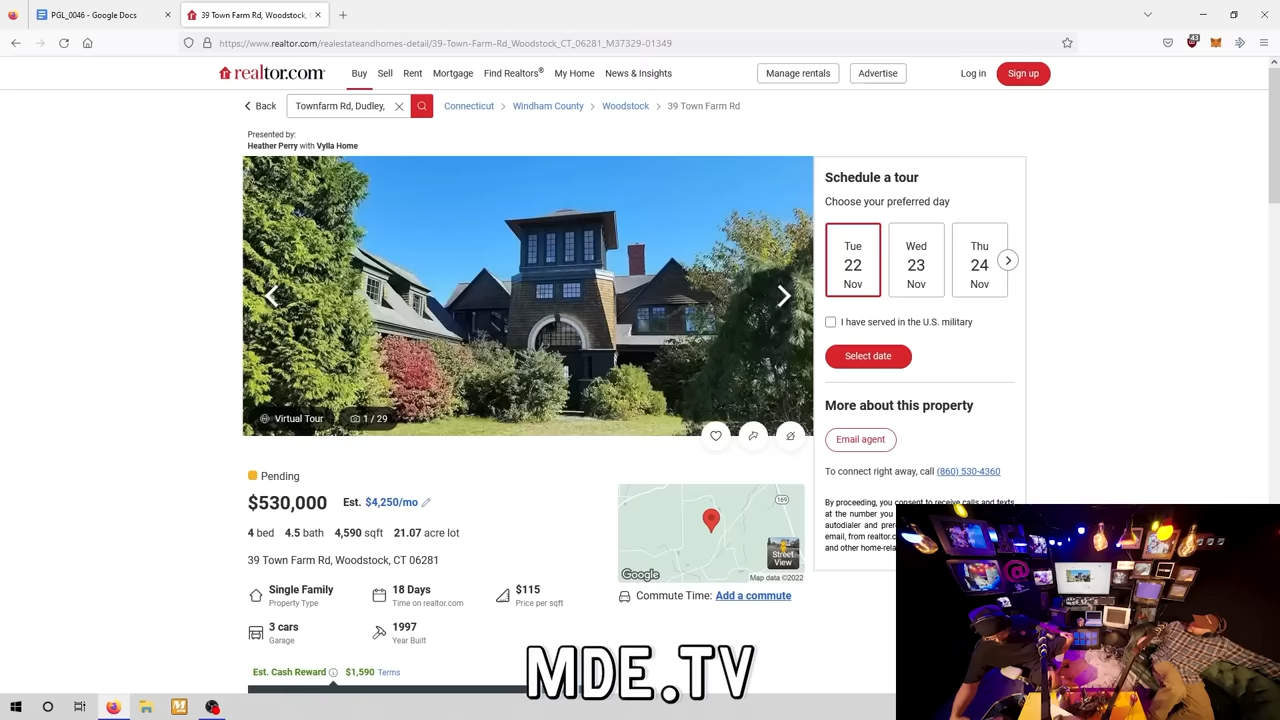 PGL_0046 - Google Docs
39 Town Farm Rd, Woodstock,
https://www.realtor.com/realestateandhomes-detail/39-Town-Farm-Rd_Woodstock_CT_06281_M37329-01349
43
realtor.com
Buy
Sell
Rent
Mortgage
Find Realtors®
My Home
News & Insights
Manage rentals
Advertise
Log in
Sign up
Back
Townfarm Rd, Dudley,
Connecticut > Windham County > Woodstock > 39 Town Farm Rd
Presented by:
Heather Perry with Vylla Home
Virtual Tour
1 / 29
Schedule a tour
Choose your preferred day
Tue
22
Nov
Wed
23
Nov
Thu
24
Nov
I have served in the U.S. military
Select date
More about this property
Email agent
To connect right away, call (860) 530-4360
By proceeding, you consent to receive calls and texts
at the number you
autodialer and prer
email, from realtor.c
and other home-rela
Pending
$530,000
Est. $4,250/mo
4 bed
4.5 bath
4,590 sqft
21.07 acre lot
39 Town Farm Rd, Woodstock, CT 06281
Single Family
Property Type
18 Days
Time on realtor.com
$115
Price per sqft
3 cars
Garage
1997
Year Built
169
Street
View
Google
Map data ©2022
Commute Time: Add a commute
Est. Cash Reward
$1,590
Terms
MDE.TV
@